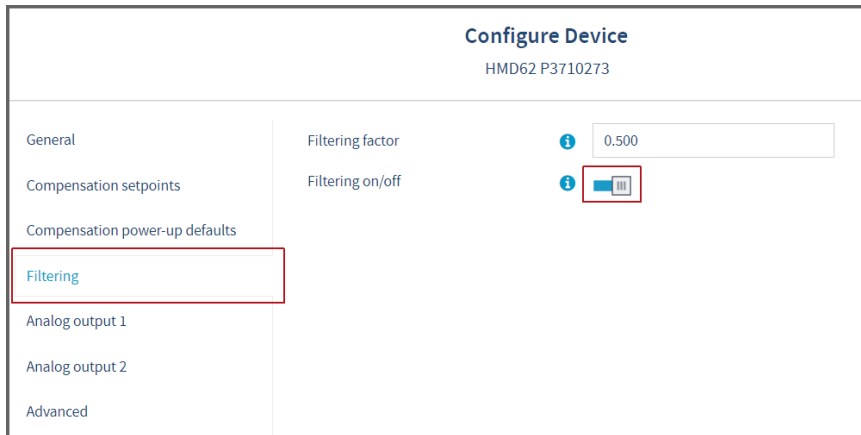 Configure Device
HMD62 P3710273
General
Compensation setpoints
Compensation power-up defaults
Filtering
Analog output 1
Analog output 2
Advanced
Filtering factor
0.500
Filtering on/off